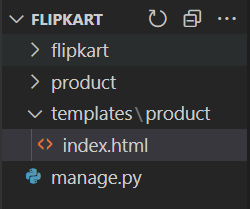 FLIPKART
flipkart
product
templates\product
index.html
manage.py